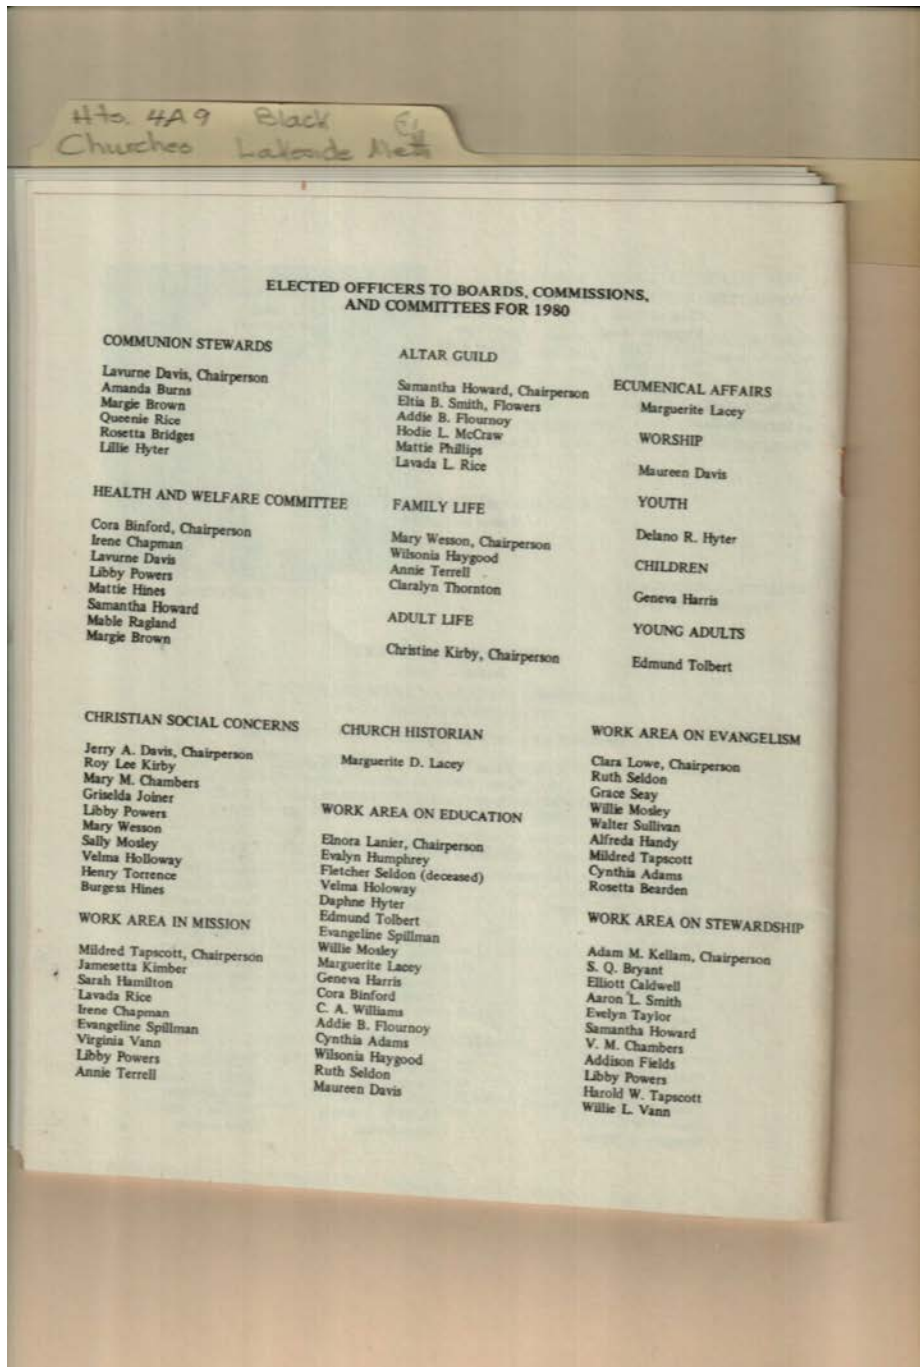 Hts. 4A9 Black
Churches Lakeside Meth
ELECTED OFFICERS TO BOARDS, COMMISSIONS,
AND COMMITTEES FOR 1980
COMMUNION STEWARDS
Lavurne Davis, Chairperson
Amanda Burns
Margie Brown
Queenie Rice
Rosetta Bridges
Lillie Hyter
HEALTH AND WELFARE COMMITTEE
Cora Binford, Chairperson
Irene Chapman
Lavurne Davis
Libby Powers
Mattie Hines
Samantha Howard
Mable Ragland
Margie Brown
ALTAR GUILD
Samantha Howard, Chairperson
Eltia B. Smith, Flowers
Addie B. Flournoy
Hodie L. McCraw
Mattie Phillips
Lavada L. Rice
FAMILY LIFE
Mary Wesson, Chairperson
Wilsonia Haygood
Annie Terrell
Claralyn Thornton
ADULT LIFE
Christine Kirby, Chairperson
ECUMENICAL AFFAIRS
Marguerite Lacey
WORSHIP
Maureen Davis
YOUTH
Delano R. Hyter
CHILDREN
Geneva Harris
YOUNG ADULTS
Edmund Tolbert
CHRISTIAN SOCIAL CONCERNS
Jerry A. Davis, Chairperson
Roy Lee Kirby
Mary M. Chambers
Griselda Joiner
Libby Powers
Mary Wesson
Sally Mosley
Velma Holloway
Henry Torrence
Burgess Hines
WORK AREA IN MISSION
Mildred Tapscott, Chairperson
Jamesetta Kimber
Sarah Hamilton
Lavada Rice
Irene Chapman
Evangeline Spillman
Virginia Vann
Libby Powers
Annie Terrell
CHURCH HISTORIAN
Marguerite D. Lacey
WORK AREA ON EDUCATION
Elnora Lanier, Chairperson
Evalyn Humphrey
Fletcher Seldon (deceased)
Velma Holoway
Daphne Hyter
Edmund Tolbert
Evangeline Spillman
Willie Mosley
Marguerite Lacey
Geneva Harris
Cora Binford
C. A. Williams
Addie B. Flournoy
Cynthia Adams
Wilsonia Haygood
Ruth Seldon
Maureen Davis
WORK AREA ON EVANGELISM
Clara Lowe, Chairperson
Ruth Seldon
Grace Seay
Willie Mosley
Walter Sullivan
Alfreda Handy
Mildred Tapscott
Cynthia Adams
Rosetta Bearden
WORK AREA ON STEWARDSHIP
Adam M. Kellam, Chairperson
S. Q. Bryant
Elliott Caldwell
Aaron L. Smith
Evelyn Taylor
Samantha Howard
V. M. Chambers
Addison Fields
Libby Powers
Harold W. Tapscott
Willie L. Vann